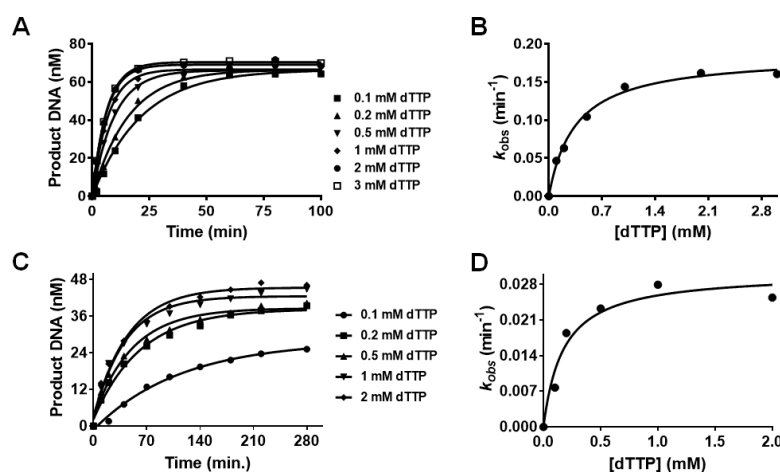 A
Product DNA (nM)
80
60
40
20
0
0
25
50
75
100
Time (min)
0.1 mM dTTP
0.2 mM dTTP
0.5 mM dTTP
1 mM dTTP
2 mM dTTP
3 mM dTTP
B
kobs (min-1)
0.20
0.15
0.10
0.05
0.00
0.0
0.7
1.4
2.1
2.8
[dTTP] (mM)
C
Product DNA (nM)
48
36
24
12
0
0
70
140
210
280
Time (min.)
0.1 mM dTTP
0.2 mM dTTP
0.5 mM dTTP
1 mM dTTP
2 mM dTTP
D
kobs (min-1)
0.028
0.021
0.014
0.007
0.000
0.0
0.5
1.0
1.5
2.0
[dTTP] (mM)